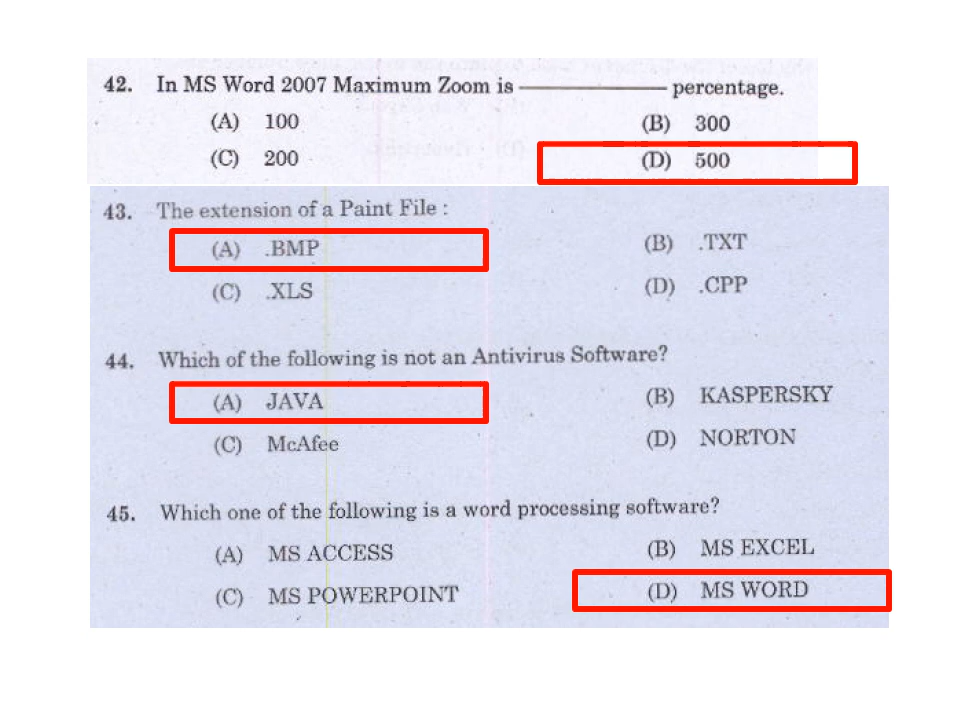 42. In MS Word 2007 Maximum Zoom is ———————— percentage.
(A) 100 (B) 300
(C) 200 (D) 500
43. The extension of a Paint File :
(A) .BMP (B) .TXT
(C) .XLS (D) .CPP
44. Which of the following is not an Antivirus Software?
(A) JAVA (B) KASPERSKY
(C) McAfee (D) NORTON
45. Which one of the following is a word processing software?
(A) MS ACCESS (B) MS EXCEL
(C) MS POWERPOINT (D) MS WORD